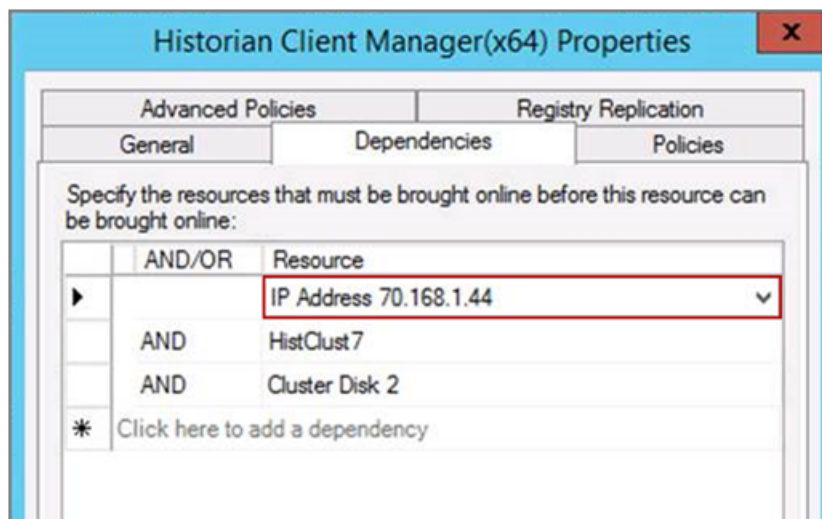 Historian Client Manager(x64) Properties
x
Advanced Policies Registry Replication
General Dependencies Policies
Specify the resources that must be brought online before this resource can
be brought online:
AND/OR Resource
IP Address 70.168.1.44
AND HistClust7
AND Cluster Disk 2
Click here to add a dependency